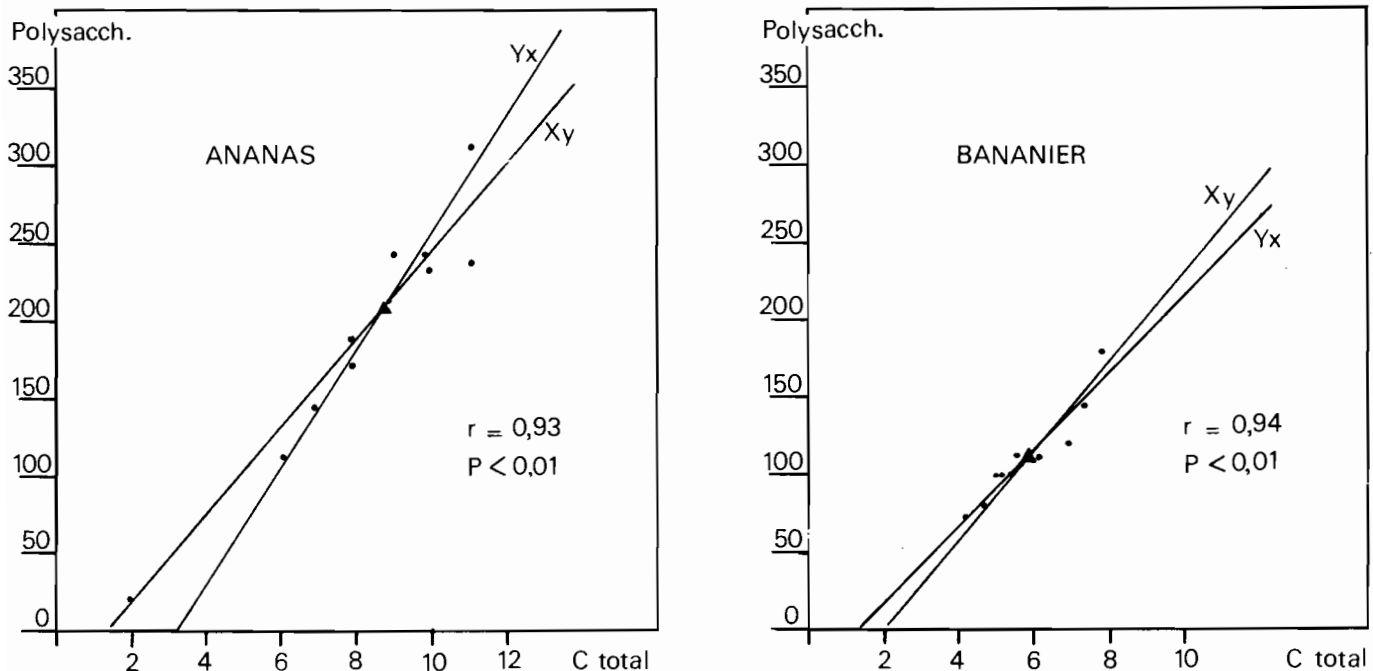 Polysacch.
350
300
250
200
150
100
50
0
ANANAS
Yx
Xy
r = 0,93
P < 0,01
2 4 6 8 10 12 C total
Polysacch.
350
300
250
200
150
100
50
0
BANANIER
Xy
Yx
r = 0,94
P < 0,01
2 4 6 8 10 C total